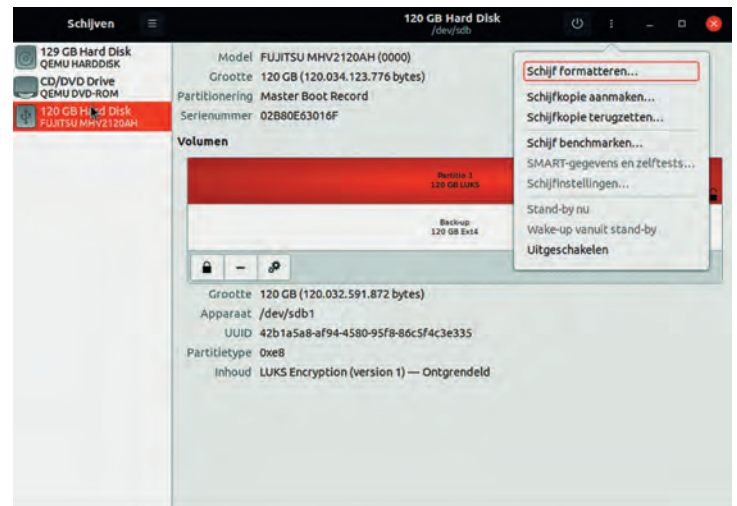 Schijven
120 GB Hard Disk
/dev/sdb
129 GB Hard Disk
QEMU HARDDISK
CD/DVD Drive
QEMU DVD-ROM
120 GB Hard Disk
FUJITSU MHV2120AH
Model FUJITSU MHV2120AH (0000)
Grootte 120 GB (120.034.123.776 bytes)
Partitionering Master Boot Record
Serienummer 02B80E63016F
Volumen
Partitie 1
120 GB LUKS
Back-up
120 GB Ext4
Grootte 120 GB (120.032.591.872 bytes)
Apparaat /dev/sdb1
UUID 42b1a5a8-af94-4580-95f8-86c5f4c3e335
Partitietype 0xe8
Inhoud LUKS Encryption (version 1) — Ontgrendeld
Schijf formatteren...
Schijfkopie aanmaken...
Schijfkopie terugzetten...
Schijf benchmarken...
SMART-gegevens en zelftests...
Schijfinstellingen...
Stand-by nu
Wake-up vanuit stand-by
Uitgeschakelen